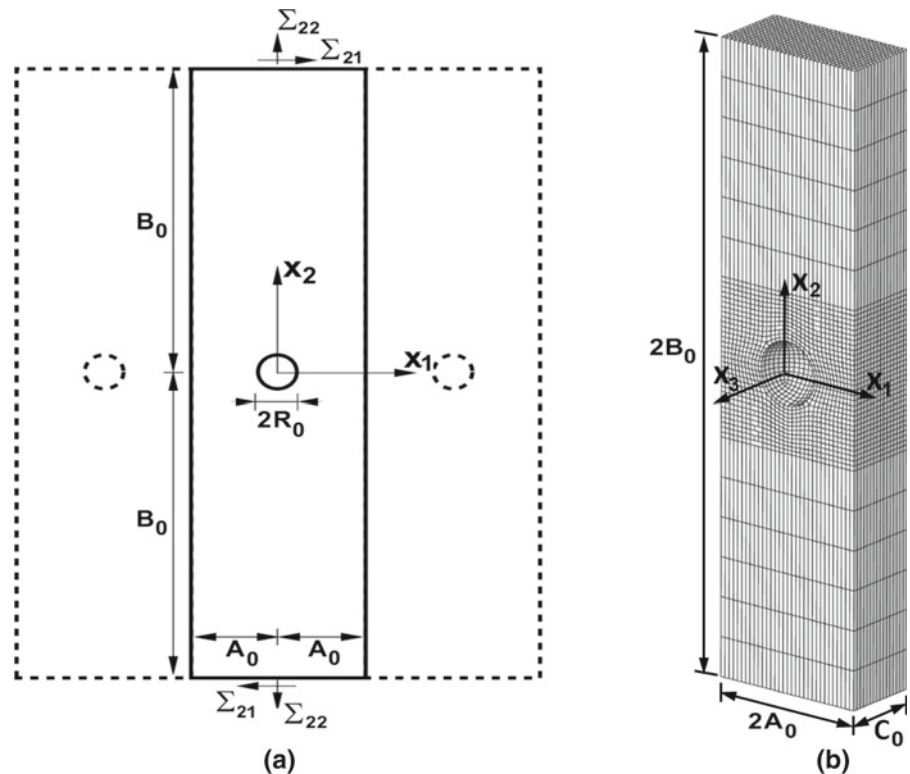 Σ₂₂
Σ₂₁
B₀
x₂
x₁
2R₀
B₀
A₀ A₀
Σ₂₁
Σ₂₂
(a)
2B₀
X₂
X₃
X₁
2A₀
C₀
(b)